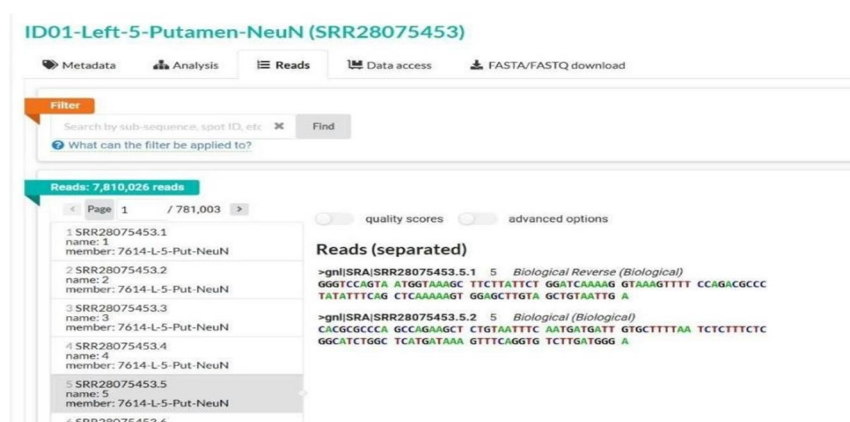 ID01-Left-5-Putamen-NeuN (SRR28075453)
Metadata Analysis Reads Data access FASTA/FASTQ download
Filter
Search by sub-sequence, spot ID, etc Find
What can the filter be applied to?
Reads: 7,810,026 reads
< Page 1 / 781,003 >
quality scores advanced options
1 SRR28075453.1
name: 1
member: 7614-L-5-Put-NeuN
2 SRR28075453.2
name: 2
member: 7614-L-5-Put-NeuN
3 SRR28075453.3
name: 3
member: 7614-L-5-Put-NeuN
4 SRR28075453.4
name: 4
member: 7614-L-5-Put-NeuN
5 SRR28075453.5
name: 5
member: 7614-L-5-Put-NeuN
Reads (separated)
>gnl|SRA|SRR28075453.5.1 5 Biological Reverse (Biological)
GGGTCCAGTA ATGGTAAAGC TTCTTATTCT GGATCAAAAG GTAAAGTTTT CCAGACGCCC
TATATTTCAG CTCAAAAAGT GGAGCTTGTA GCTGTAATTG A
>gnl|SRA|SRR28075453.5.2 5 Biological (Biological)
CACGCGCCCA GCCAGAAGCT CTGTAATTTC AATGATGATT GTGCTTTTAA TCTCTTTCTC
GGCATCTGGC TCATGATAAA GTTTCAGGTG TCTTGATGGG A